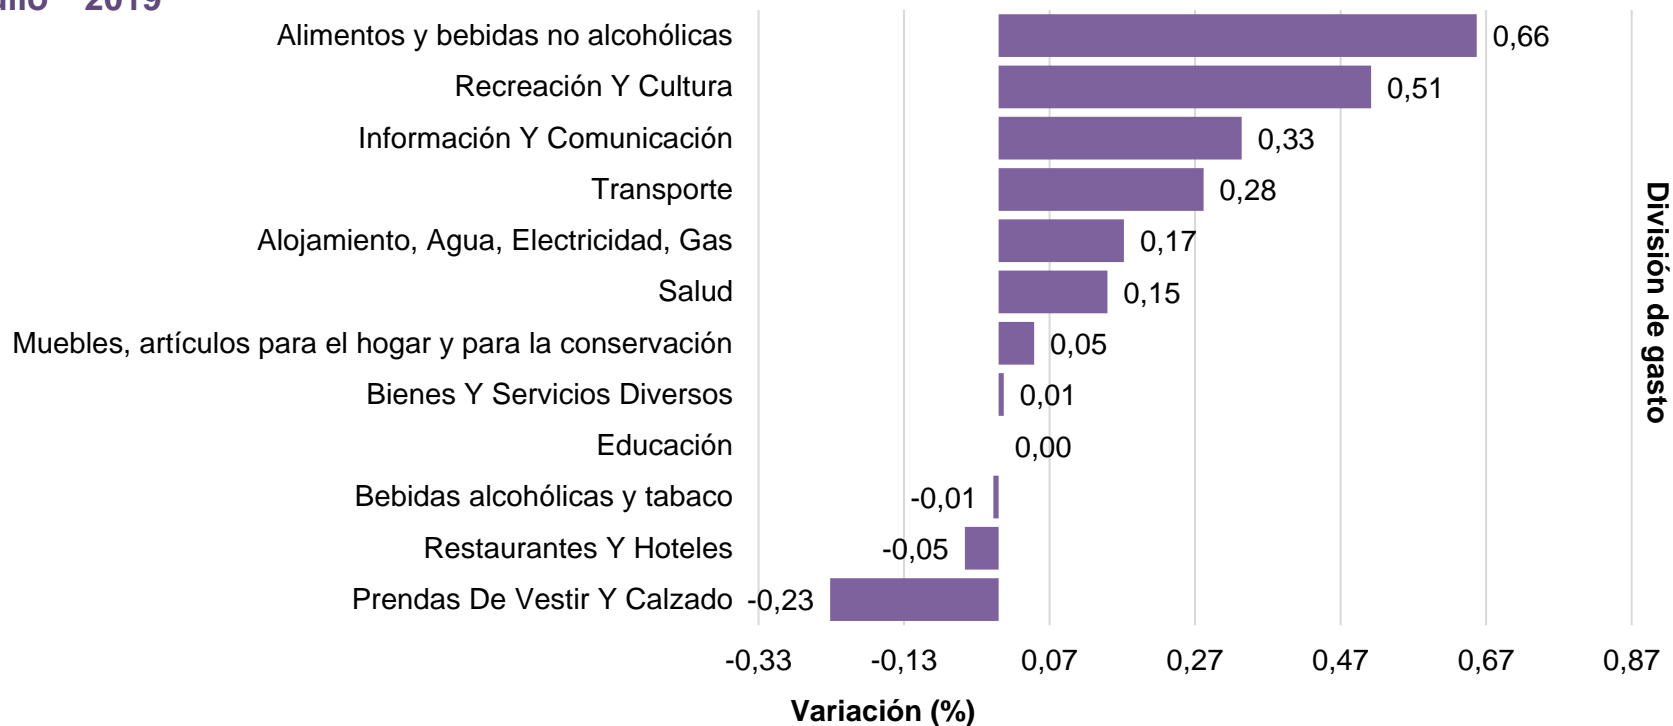 2019
Alimentos y bebidas no alcohólicas 0,66
Recreación Y Cultura 0,51
Información Y Comunicación 0,33
Transporte 0,28
Alojamiento, Agua, Electricidad, Gas 0,17
Salud 0,15
Muebles, artículos para el hogar y para la conservación 0,05
Bienes Y Servicios Diversos 0,01
Educación 0,00
Bebidas alcohólicas y tabaco -0,01
Restaurantes Y Hoteles -0,05
Prendas De Vestir Y Calzado -0,23
-0,33 -0,13 0,07 0,27 0,47 0,67 0,87
Variación (%)
División de gasto